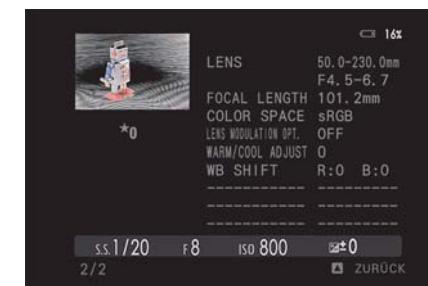 16%
LENS 50.0-230.0mm
F4.5-6.7
FOCAL LENGTH 101.2mm
COLOR SPACE sRGB
★0
LENS MODULATION OPT. OFF
WARM/COOL ADJUST 0
WB SHIFT R:0 B:0
S.S. 1/20 F 8 ISO 800 ±0
2/2 ZURÜCK